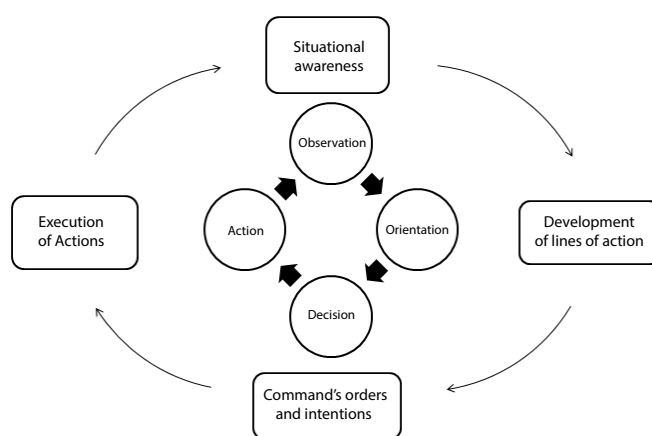 Situational
awareness
Observation
Execution
of Actions
Action
Orientation
Development
of lines of action
Decision
Command's orders
and intentions